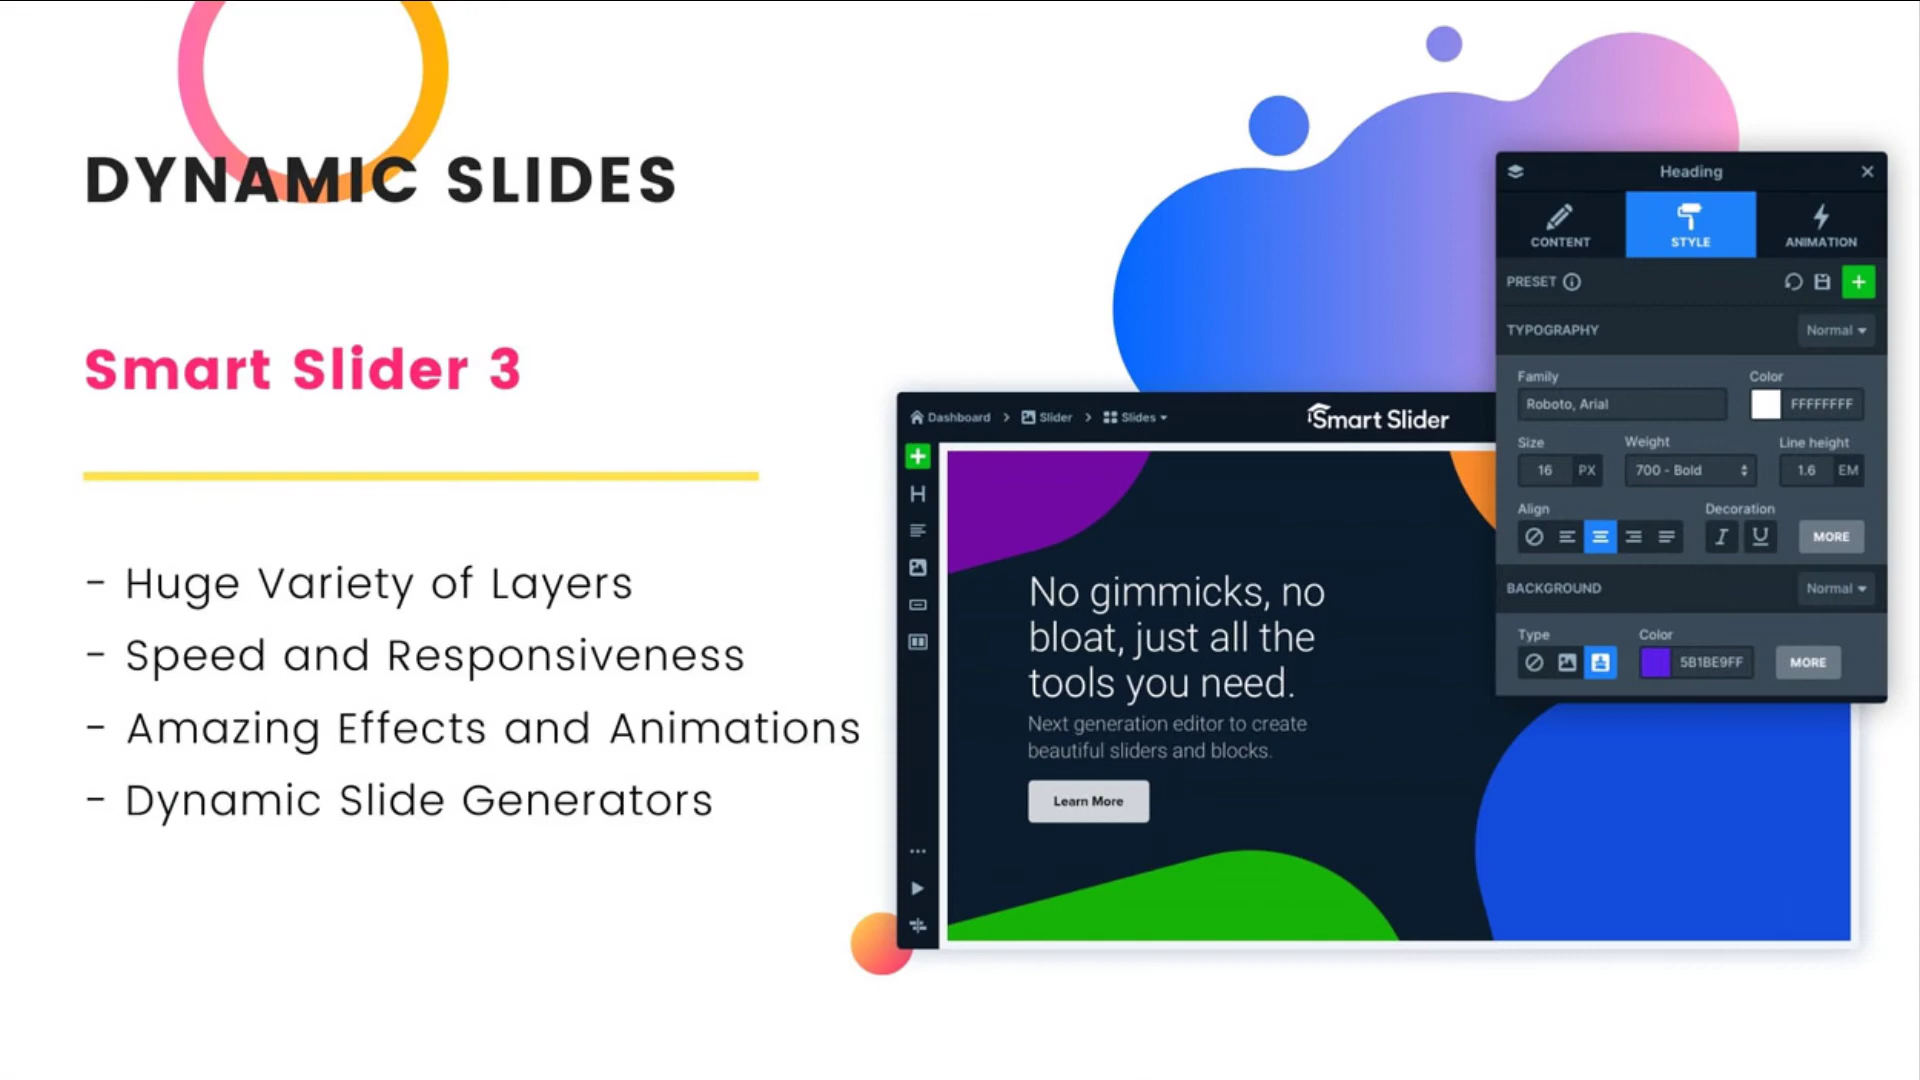 DYNAMIC SLIDES
Smart Slider 3
- Huge Variety of Layers
- Speed and Responsiveness
- Amazing Effects and Animations
- Dynamic Slide Generators
Dashboard > Slider > Slides
Smart Slider
No gimmicks, no
bloat, just all the
tools you need.
Next generation editor to create
beautiful sliders and blocks.
Learn More
Heading
CONTENT STYLE ANIMATION
PRESET
TYPOGRAPHY Normal
Family Color
Roboto, Arial FFFFFFFF
Size Weight Line height
16 PX 700 - Bold 1.6 EM
Align Decoration
MORE
BACKGROUND Normal
Type Color
5B1BE9FF MORE